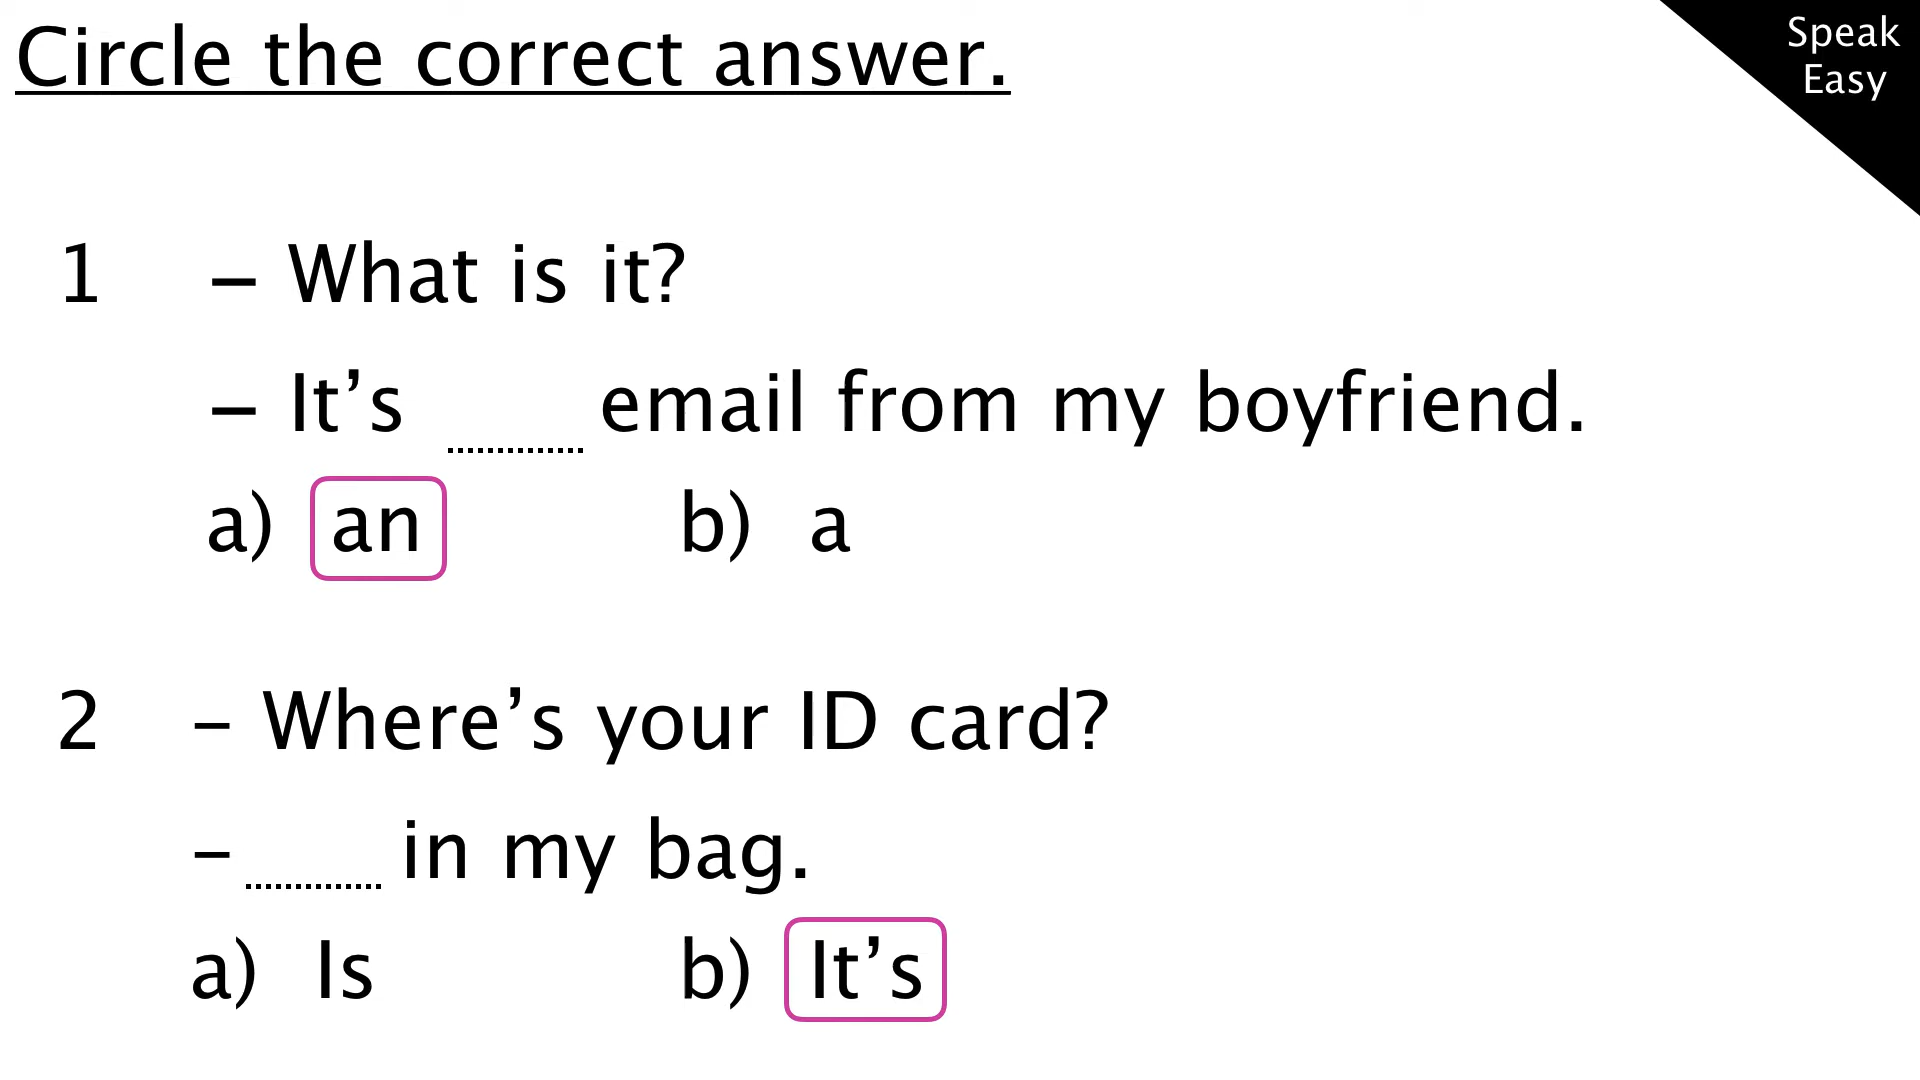 Circle the correct answer.
Speak
Easy
1 – What is it?
– It’s ............. email from my boyfriend.
a) an b) a
2 – Where’s your ID card?
– ............. in my bag.
a) Is b) It’s